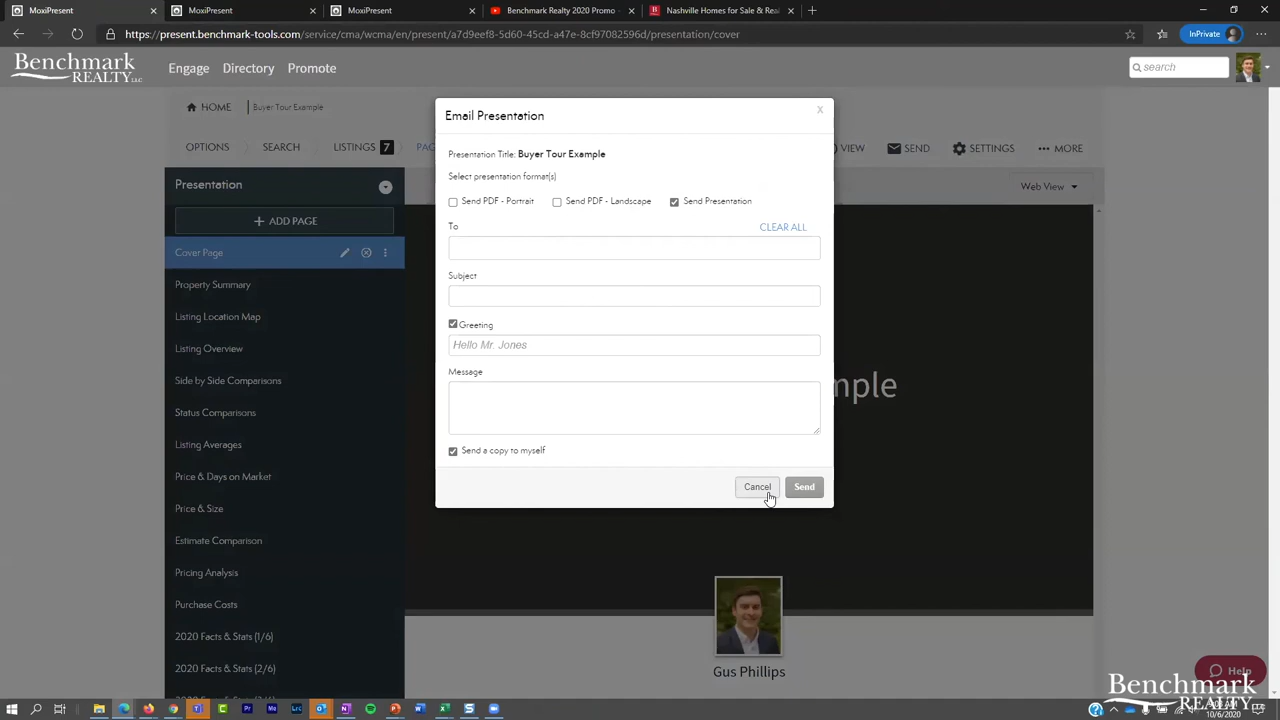 MoxiPresent
MoxiPresent
MoxiPresent
Benchmark Realty 2020 Promo -
Nashville Homes for Sale & Real
https://present.benchmark-tools.com/service/cma/wcma/en/present/a7d9eef8-5d60-45cd-a47e-8cf97082596d/presentation/cover
InPrivate
Benchmark
REALTY LLC
Engage
Directory
Promote
search
HOME
Buyer Tour Example
OPTIONS
SEARCH
LISTINGS 7
PAG
VIEW
SEND
SETTINGS
MORE
Presentation
Web View
ADD PAGE
Cover Page
Property Summary
Listing Location Map
Listing Overview
Side by Side Comparisons
Status Comparisons
Listing Averages
Price & Days on Market
Price & Size
Estimate Comparison
Pricing Analysis
Purchase Costs
2020 Facts & Stats (1/6)
2020 Facts & Stats (2/6)
Email Presentation
X
Presentation Title: Buyer Tour Example
Select presentation format(s)
Send PDF - Portrait
Send PDF - Landscape
Send Presentation
To
CLEAR ALL
Subject
Greeting
Hello Mr. Jones
Message
Send a copy to myself
Cancel
Send
mple
Gus Phillips
Help
Benchmark
REALTY LLC
10/6/2020